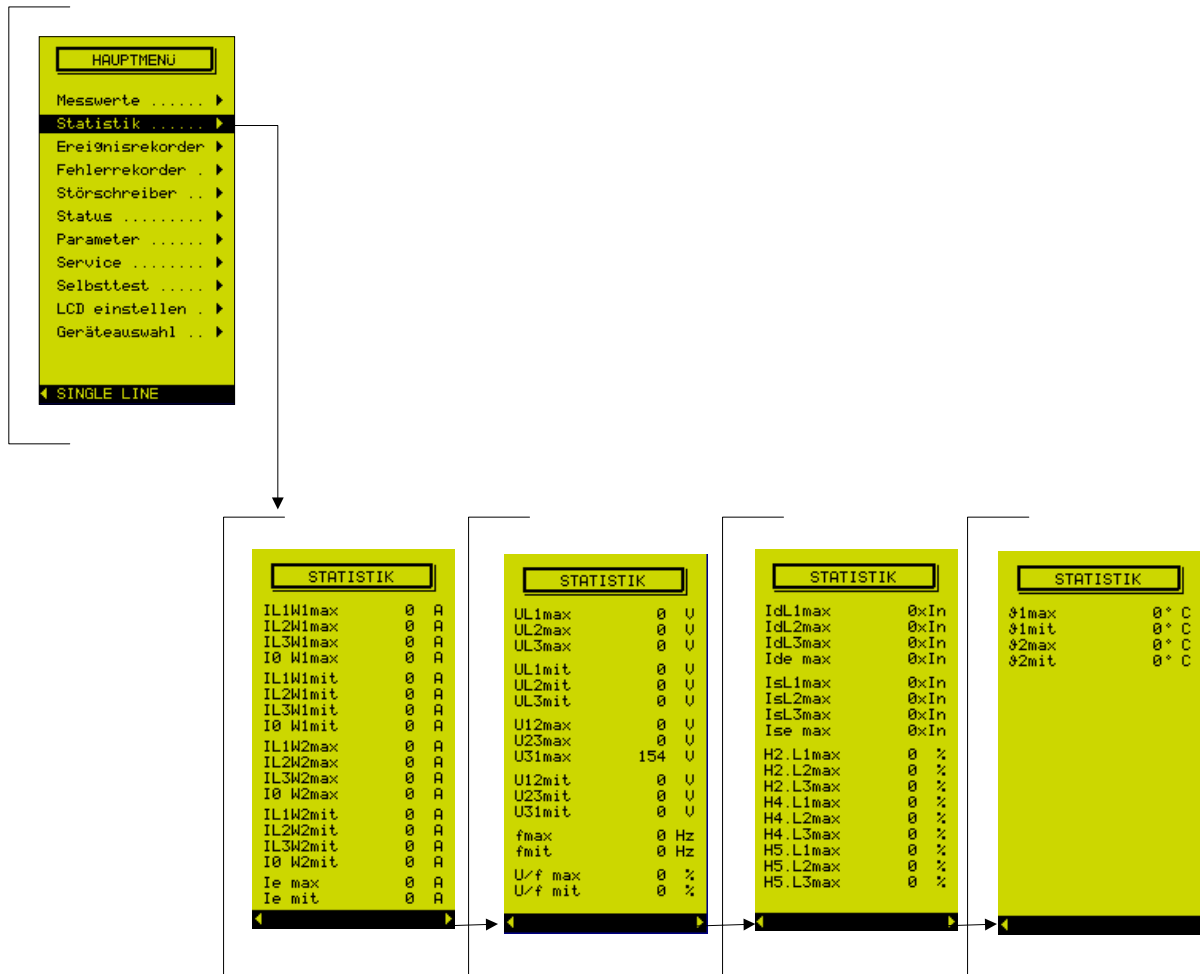 HAUPTMENÜ
Messwerte ......
Statistik ......
Ereignisrekorder
Fehlerrekorder .
Störschreiber ..
Status .........
Parameter ......
Service ........
Selbsttest .....
LCD einstellen .
Geräteauswahl ..
SINGLE LINE
STATISTIK
IL1W1max 0 A
IL2W1max 0 A
IL3W1max 0 A
I0 W1max 0 A
IL1W1mit 0 A
IL2W1mit 0 A
IL3W1mit 0 A
I0 W1mit 0 A
IL1W2max 0 A
IL2W2max 0 A
IL3W2max 0 A
I0 W2max 0 A
IL1W2mit 0 A
IL2W2mit 0 A
IL3W2mit 0 A
I0 W2mit 0 A
Ie max 0 A
Ie mit 0 A
STATISTIK
UL1max 0 V
UL2max 0 V
UL3max 0 V
UL1mit 0 V
UL2mit 0 V
UL3mit 0 V
U12max 0 V
U23max 0 V
U31max 154 V
U12mit 0 V
U23mit 0 V
U31mit 0 V
fmax 0 Hz
fmit 0 Hz
U/f max 0 %
U/f mit 0 %
STATISTIK
IdL1max 0xIn
IdL2max 0xIn
IdL3max 0xIn
Ide max 0xIn
IsL1max 0xIn
IsL2max 0xIn
IsL3max 0xIn
Ise max 0xIn
H2.L1max 0 %
H2.L2max 0 %
H2.L3max 0 %
H4.L1max 0 %
H4.L2max 0 %
H4.L3max 0 %
H5.L1max 0 %
H5.L2max 0 %
H5.L3max 0 %
STATISTIK
ϑ1max 0° C
ϑ1mit 0° C
ϑ2max 0° C
ϑ2mit 0° C